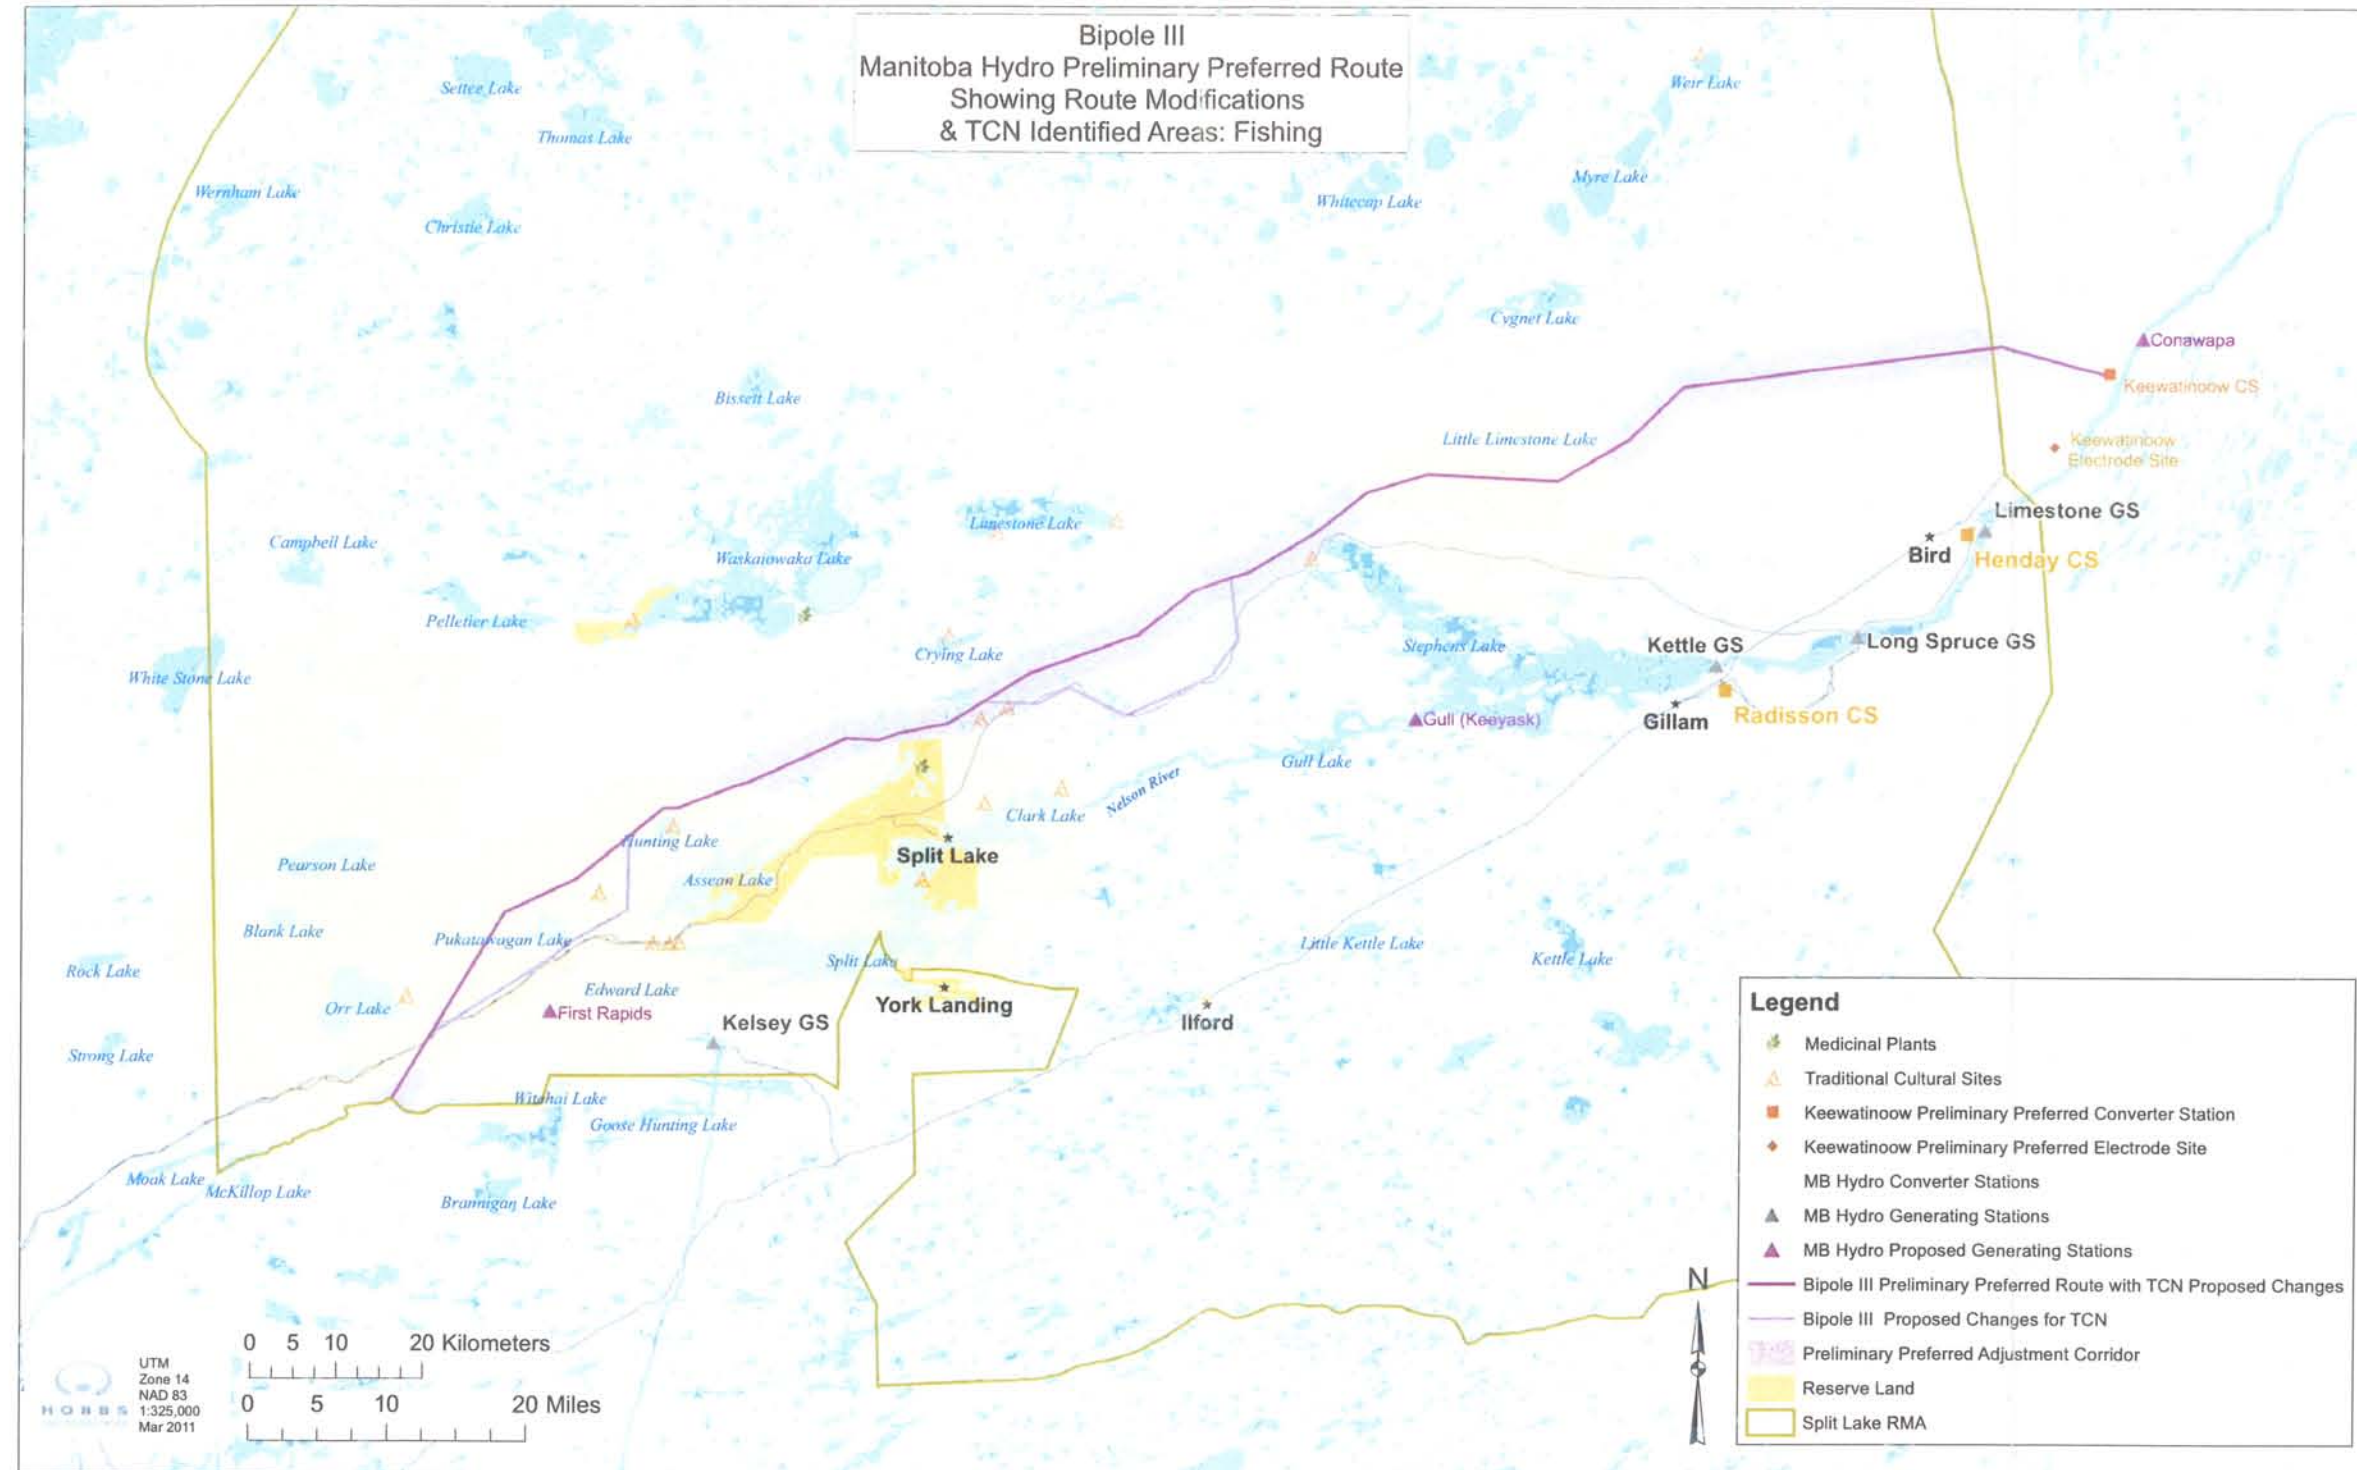 Bipole III
Manitoba Hydro Preliminary Preferred Route
Showing Route Modifications
& TCN Identified Areas: Fishing
Settee Lake
Thomas Lake
Weir Lake
Wernham Lake
Christie Lake
Whitecap Lake
Myre Lake
Cygnet Lake
Conawapa
Keewatinoow CS
Bissett Lake
Little Limestone Lake
Keewatinoow
Electrode Site
Limestone GS
Limestone Lake
Campbell Lake
Waskaiowaka Lake
Bird
Henday CS
Pelletier Lake
Crying Lake
Stephens Lake
Kettle GS
Long Spruce GS
White Stone Lake
Gull (Keeyask)
Gillam
Radisson CS
Gull Lake
Nelson River
Clark Lake
Hunting Lake
Split Lake
Pearson Lake
Assean Lake
Blank Lake
Pukatawagan Lake
Little Kettle Lake
Kettle Lake
Rock Lake
Split Lake
Edward Lake
York Landing
Orr Lake
First Rapids
Kelsey GS
Ilford
Strong Lake
Witchai Lake
Goose Hunting Lake
Moak Lake
McKillop Lake
Brannigan Lake
Legend
Medicinal Plants
Traditional Cultural Sites
Keewatinoow Preliminary Preferred Converter Station
Keewatinoow Preliminary Preferred Electrode Site
MB Hydro Converter Stations
MB Hydro Generating Stations
MB Hydro Proposed Generating Stations
Bipole III Preliminary Preferred Route with TCN Proposed Changes
Bipole III Proposed Changes for TCN
Preliminary Preferred Adjustment Corridor
Reserve Land
Split Lake RMA
N
0 5 10 20 Kilometers
0 5 10 20 Miles
HOBBS
UTM
Zone 14
NAD 83
1:325,000
Mar 2011